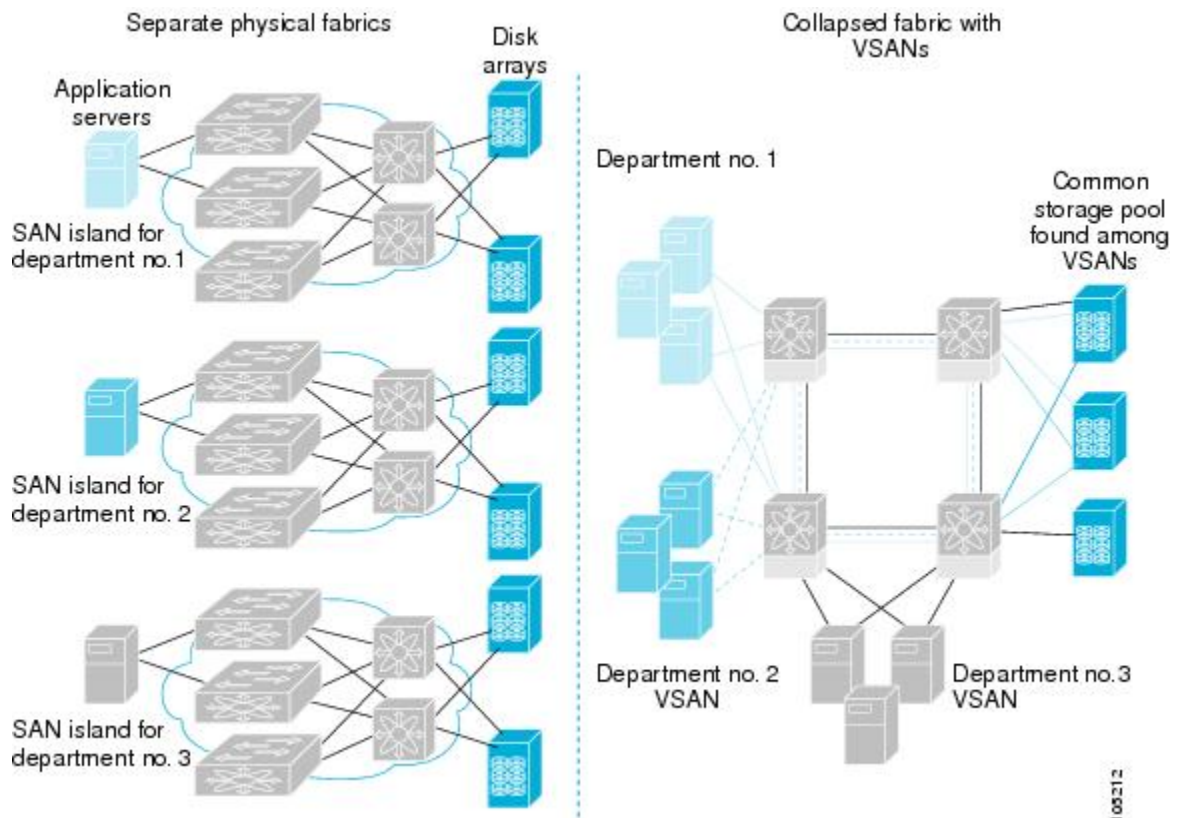 Separate physical fabrics
Disk
arrays
Application
servers
SAN island for
department no.1
SAN island for
department no. 2
SAN island for
department no. 3
Collapsed fabric with
VSANs
Department no. 1
Common
storage pool
found among
VSANs
Department no. 2
VSAN
Department no.3
VSAN
105212